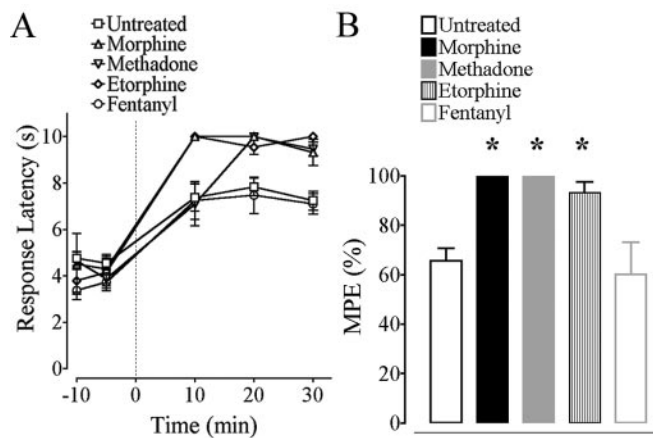 A
Untreated
Morphine
Methadone
Etorphine
Fentanyl
Response Latency (s)
10
8
6
4
2
0
-10 0 10 20 30
Time (min)
B
Untreated
Morphine
Methadone
Etorphine
Fentanyl
* * *
MPE (%)
100
80
60
40
20
0